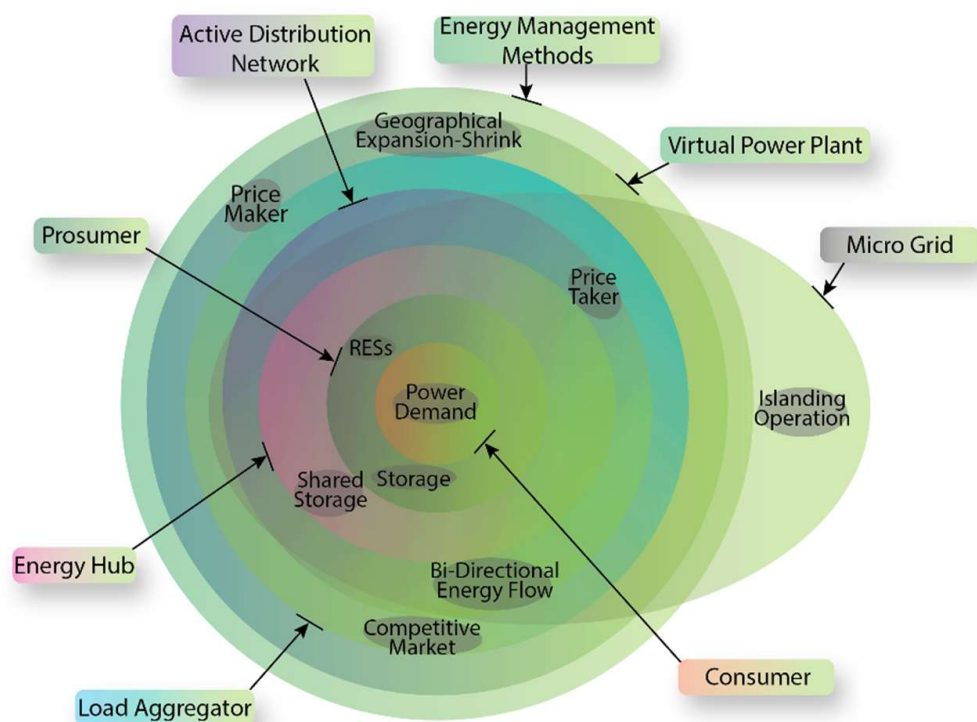 Active Distribution
Network
Energy Management
Methods
Geographical
Expansion-Shrink
Virtual Power Plant
Price
Maker
Prosumer
Micro Grid
Price
Taker
RESs
Power
Demand
Islanding
Operation
Shared
Storage
Storage
Energy Hub
Bi-Directional
Energy Flow
Competitive
Market
Consumer
Load Aggregator